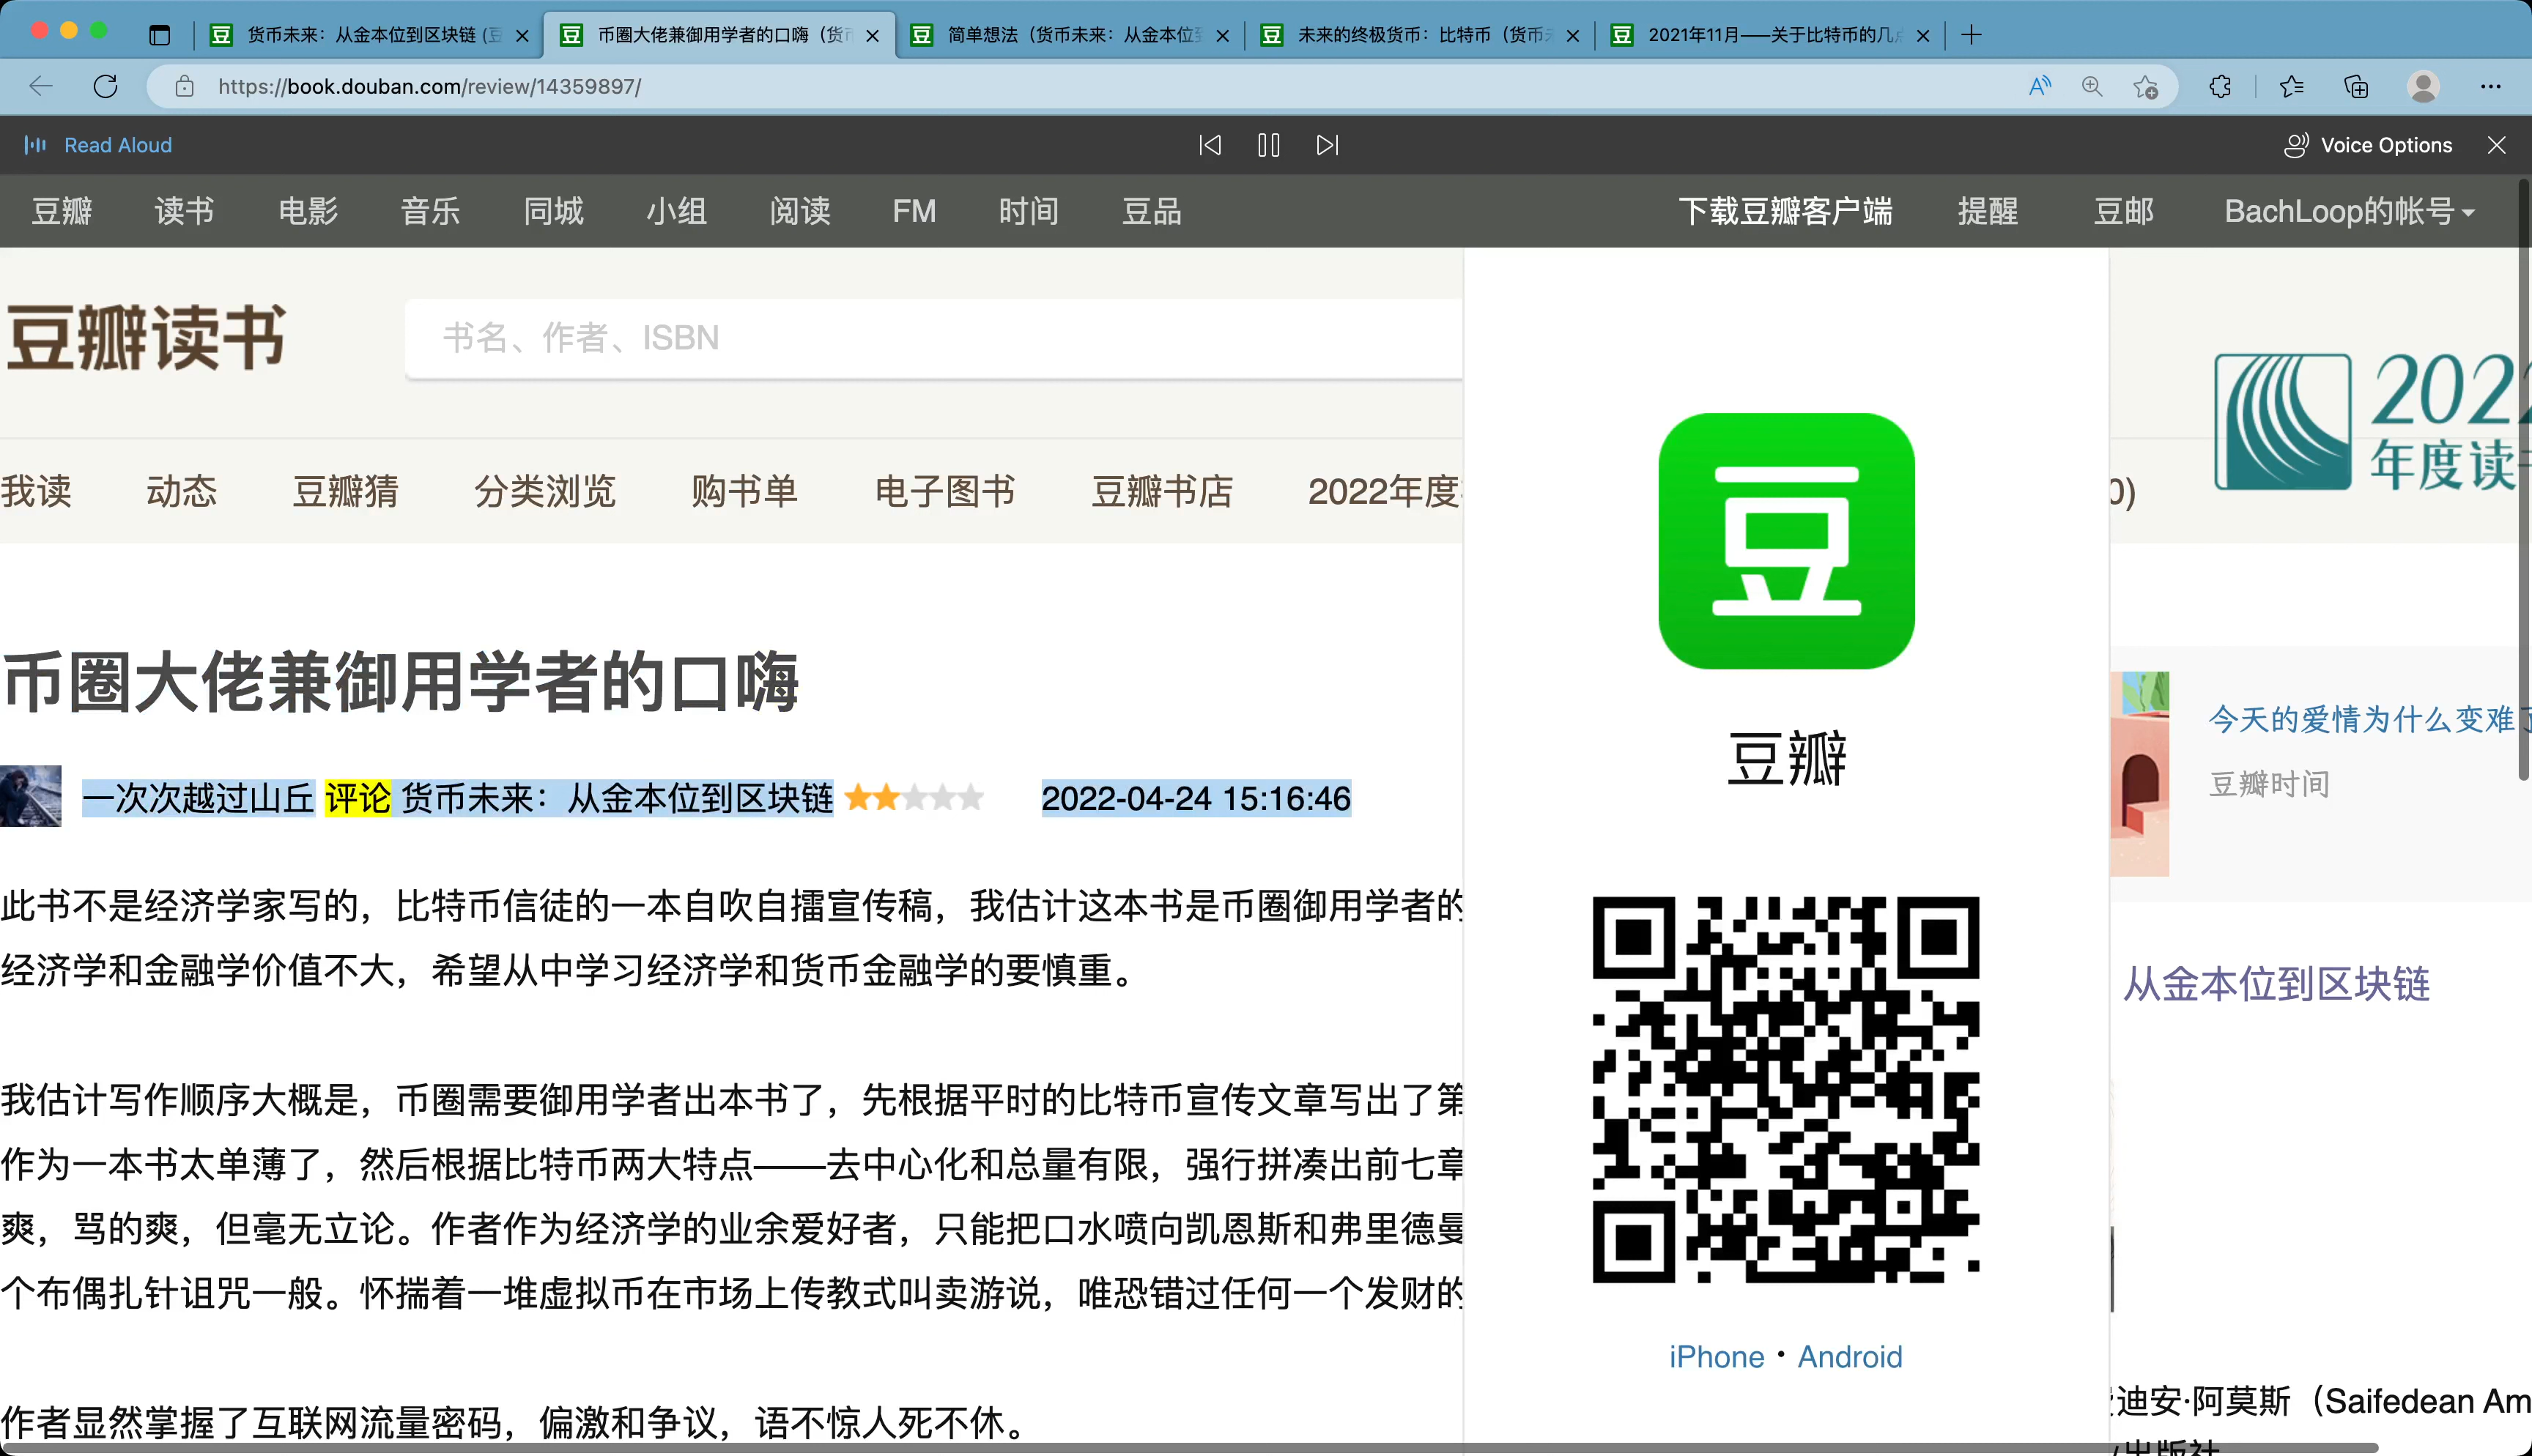 货币未来：从金本位到区块链 (豆
币圈大佬兼御用学者的口嗨（货币
简单想法（货币未来：从金本位到
未来的终极货币：比特币（货币未
2021年11月——关于比特币的几点
https://book.douban.com/review/14359897/
Read Aloud
Voice Options
豆瓣 读书 电影 音乐 同城 小组 阅读 FM 时间 豆品 下载豆瓣客户端 提醒 豆邮 BachLoop的帐号
豆瓣读书
书名、作者、ISBN
2022
年度读书
我读 动态 豆瓣猜 分类浏览 购书单 电子图书 豆瓣书店 2022年度 0)
豆
豆瓣
iPhone · Android
币圈大佬兼御用学者的口嗨
一次次越过山丘 评论 货币未来：从金本位到区块链 2022-04-24 15:16:46
此书不是经济学家写的，比特币信徒的一本自吹自擂宣传稿，我估计这本书是币圈御用学者的
经济学和金融学价值不大，希望从中学习经济学和货币金融学的要慎重。
我估计写作顺序大概是，币圈需要御用学者出本书了，先根据平时的比特币宣传文章写出了第
作为一本书太单薄了，然后根据比特币两大特点——去中心化和总量有限，强行拼凑出前七章
爽，骂的爽，但毫无立论。作者作为经济学的业余爱好者，只能把口水喷向凯恩斯和弗里德曼
个布偶扎针诅咒一般。怀揣着一堆虚拟币在市场上传教式叫卖游说，唯恐错过任何一个发财的
作者显然掌握了互联网流量密码，偏激和争议，语不惊人死不休。
今天的爱情为什么变难了
豆瓣时间
从金本位到区块链
迪安·阿莫斯（Saifedean Am
出版社